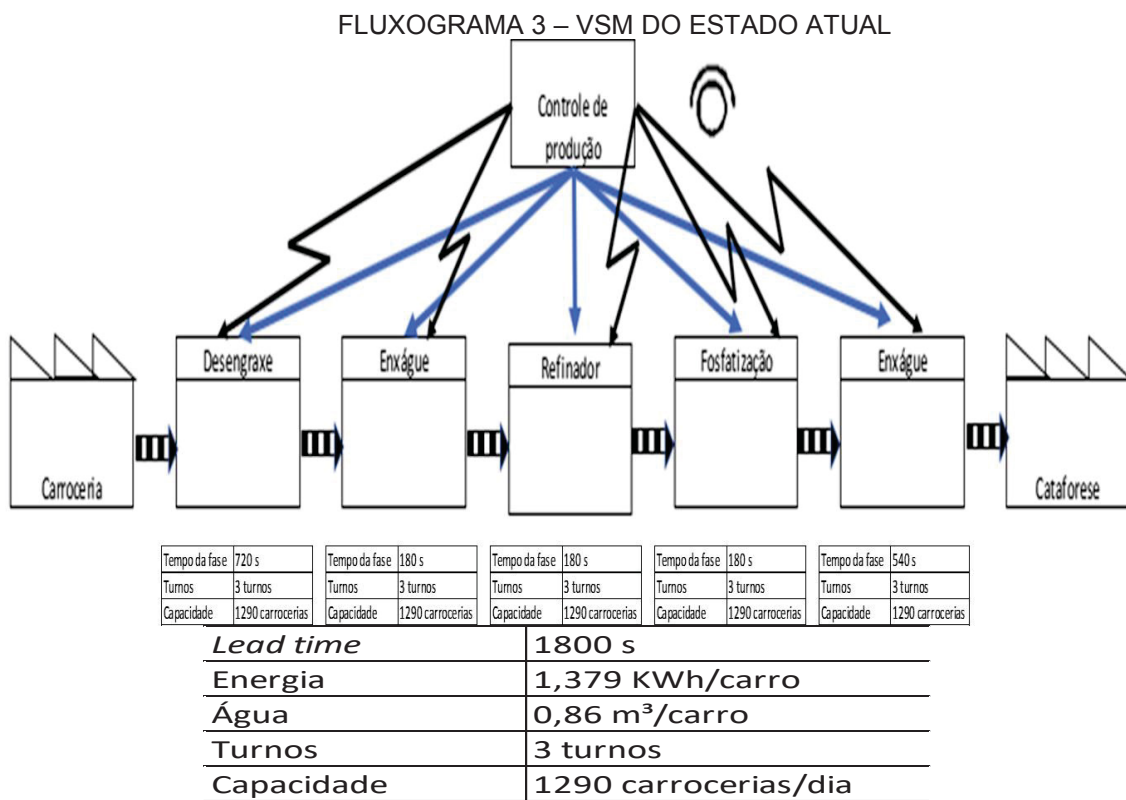 FLUXOGRAMA 3 – VSM DO ESTADO ATUAL
Controle de
produção
Desengraxe
Enxágue
Refinador
Fosfatização
Enxágue
Carroceria
Cataforese
Tempo da fase 720 s
Turnos 3 turnos
Capacidade 1290 carrocerias
Tempo da fase 180 s
Turnos 3 turnos
Capacidade 1290 carrocerias
Tempo da fase 180 s
Turnos 3 turnos
Capacidade 1290 carrocerias
Tempo da fase 180 s
Turnos 3 turnos
Capacidade 1290 carrocerias
Tempo da fase 540 s
Turnos 3 turnos
Capacidade 1290 carrocerias
Lead time 1800 s
Energia 1,379 KWh/carro
Água 0,86 m³/carro
Turnos 3 turnos
Capacidade 1290 carrocerias/dia